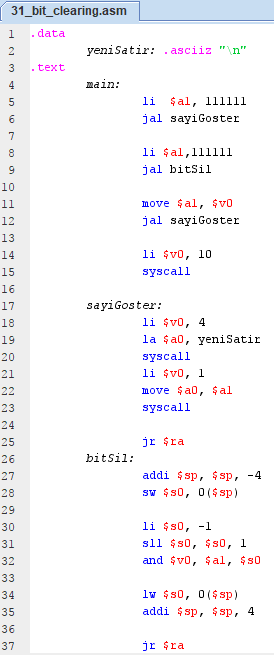 31_bit_clearing.asm
1 .data
2 yeniSatir: .asciiz "\n"
3 .text
4 main:
5 li $a1, 111111
6 jal sayiGoster
7
8 li $a1,111111
9 jal bitSil
10
11 move $a1, $v0
12 jal sayiGoster
13
14 li $v0, 10
15 syscall
16
17 sayiGoster:
18 li $v0, 4
19 la $a0, yeniSatir
20 syscall
21 li $v0, 1
22 move $a0, $a1
23 syscall
24
25 jr $ra
26 bitSil:
27 addi $sp, $sp, -4
28 sw $s0, 0($sp)
29
30 li $s0, -1
31 sll $s0, $s0, 1
32 and $v0, $a1, $s0
33
34 lw $s0, 0($sp)
35 addi $sp, $sp, 4
36
37 jr $ra